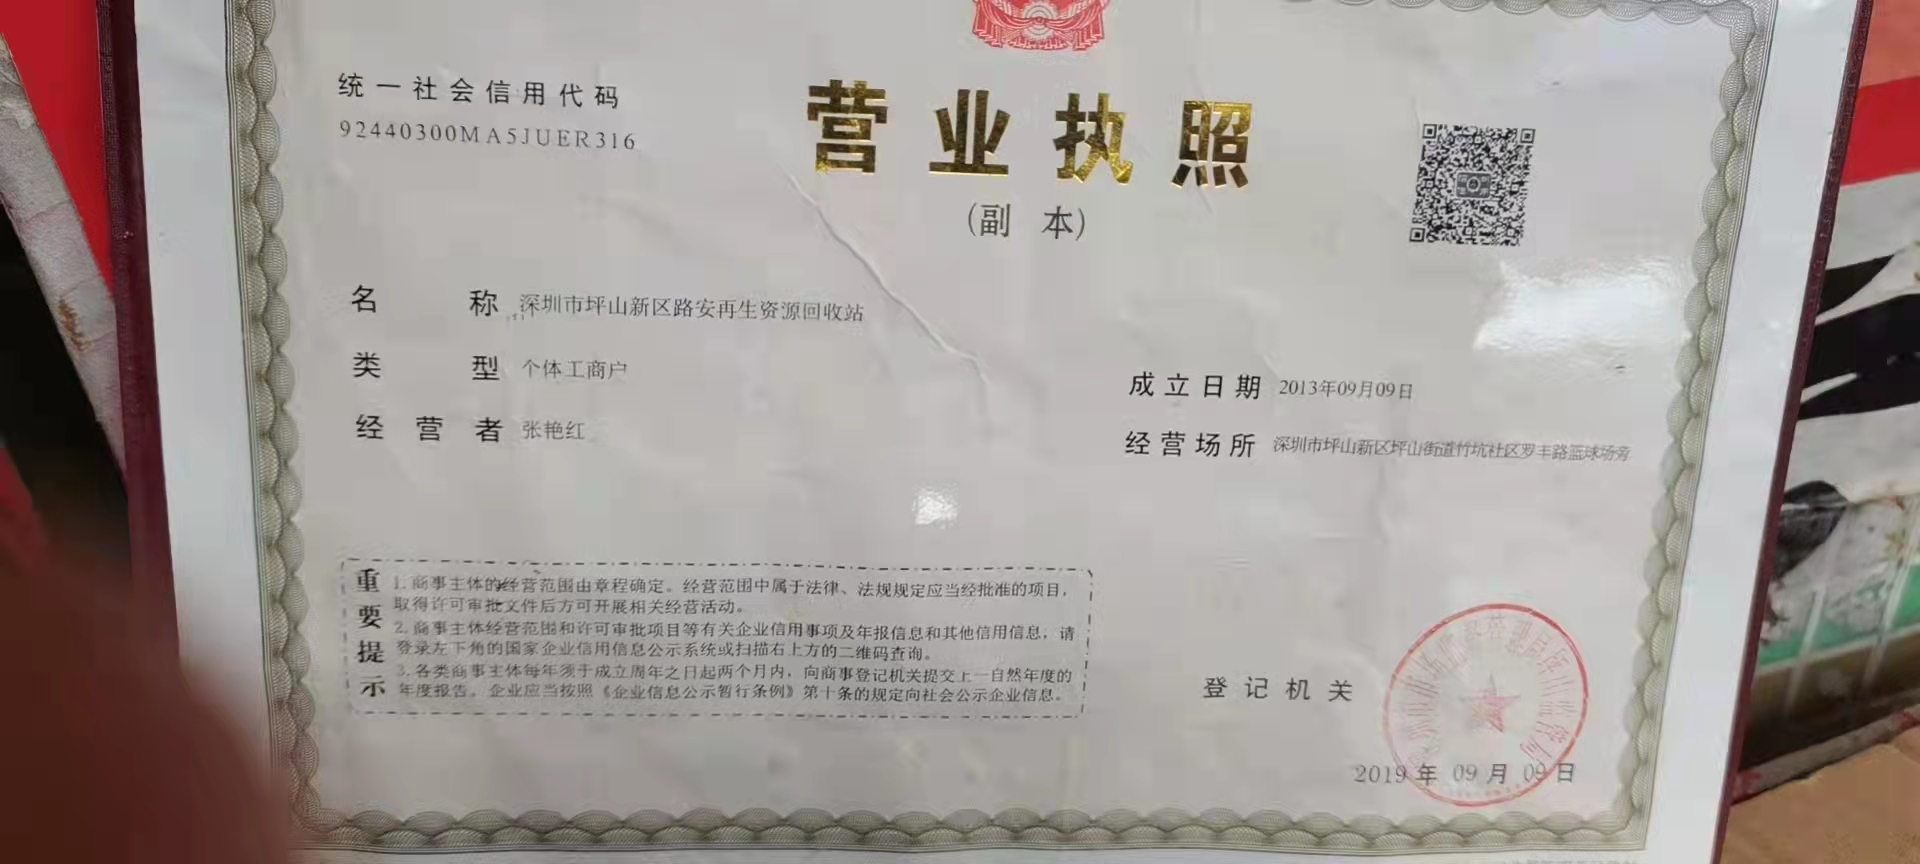 统一社会信用代码
92440300MA5JUER316
营业执照
(副 本)
名 称 深圳市坪山新区路安再生资源回收站
类 型 个体工商户
经 营 者 张艳红
成立日期 2013年09月09日
经营场所 深圳市坪山新区坪山街道竹坑社区罗丰路篮球场旁
重要提示
1. 商事主体的经营范围由章程确定。经营范围中属于法律、法规规定应当经批准的项目,
取得许可审批文件后方可开展相关经营活动。
2. 商事主体经营范围和许可审批项目等有关企业信用事项及年报信息和其他信用信息,请
登录左下角的国家企业信用信息公示系统或扫描右上方的二维码查询。
3. 各类商事主体每年须于成立周年之日起两个月内,向商事登记机关提交上一自然年度的
年度报告。企业应当按照《企业信息公示暂行条例》第十条的规定向社会公示企业信息。
登记机关
2019 年 09 月 09 日